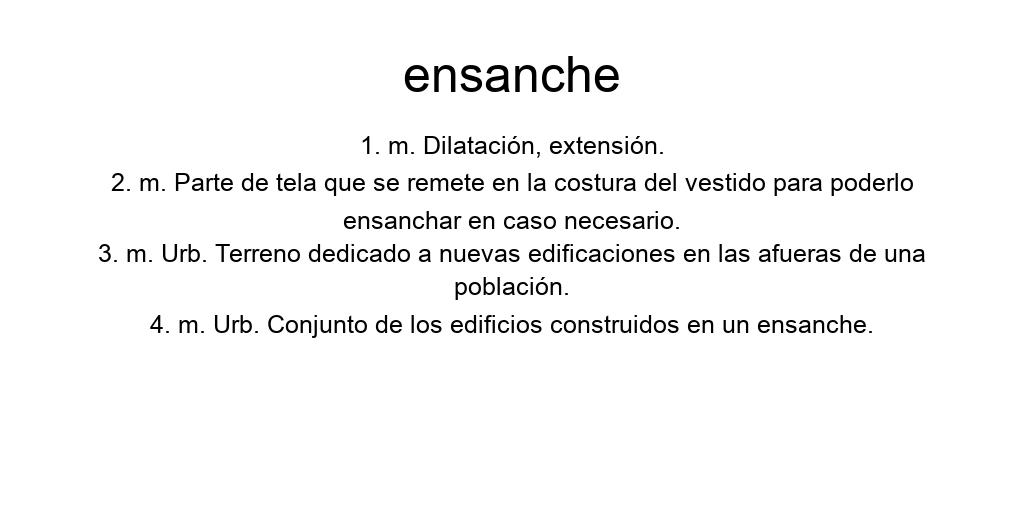 ensanche
1. m. Dilatación, extensión.
2. m. Parte de tela que se remete en la costura del vestido para poderlo
ensanchar en caso necesario.
3. m. Urb. Terreno dedicado a nuevas edificaciones en las afueras de una
población.
4. m. Urb. Conjunto de los edificios construidos en un ensanche.